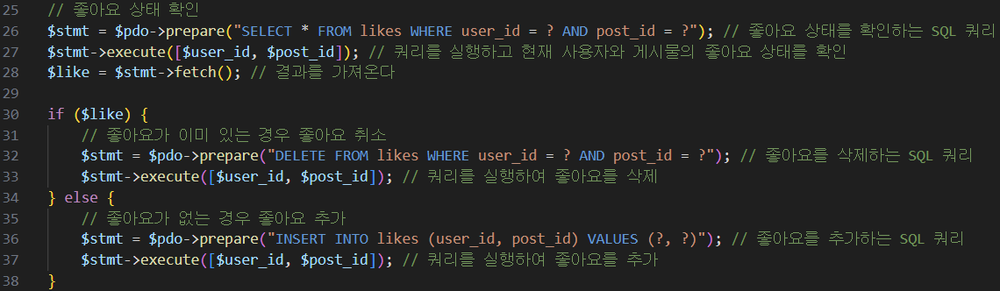 25 // 좋아요 상태 확인
26 $stmt = $pdo->prepare("SELECT * FROM likes WHERE user_id = ? AND post_id = ?"); // 좋아요 상태를 확인하는 SQL 쿼리
27 $stmt->execute([$user_id, $post_id]); // 쿼리를 실행하고 현재 사용자와 게시물의 좋아요 상태를 확인
28 $like = $stmt->fetch(); // 결과를 가져온다
29
30 if ($like) {
31     // 좋아요가 이미 있는 경우 좋아요 취소
32     $stmt = $pdo->prepare("DELETE FROM likes WHERE user_id = ? AND post_id = ?"); // 좋아요를 삭제하는 SQL 쿼리
33     $stmt->execute([$user_id, $post_id]); // 쿼리를 실행하여 좋아요를 삭제
34 } else {
35     // 좋아요가 없는 경우 좋아요 추가
36     $stmt = $pdo->prepare("INSERT INTO likes (user_id, post_id) VALUES (?, ?)"); // 좋아요를 추가하는 SQL 쿼리
37     $stmt->execute([$user_id, $post_id]); // 쿼리를 실행하여 좋아요를 추가
38 }